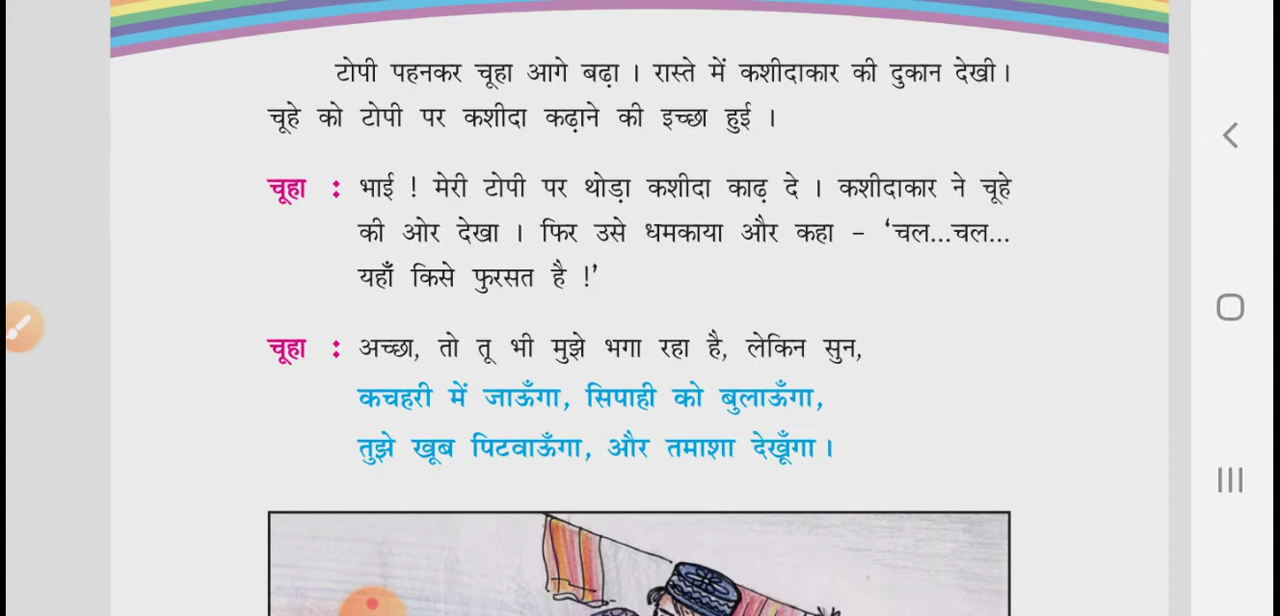 टोपी पहनकर चूहा आगे बढ़ा । रास्ते में कशीदाकार की दुकान देखी ।
चूहे को टोपी पर कशीदा कढ़ाने की इच्छा हुई ।
चूहा : भाई ! मेरी टोपी पर थोड़ा कशीदा काढ़ दे । कशीदाकार ने चूहे
की ओर देखा । फिर उसे धमकाया और कहा – ‘चल...चल...
यहाँ किसे फुरसत है !’
चूहा : अच्छा, तो तू भी मुझे भगा रहा है, लेकिन सुन,
कचहरी में जाऊँगा, सिपाही को बुलाऊँगा,
तुझे खूब पिटवाऊँगा, और तमाशा देखूँगा ।